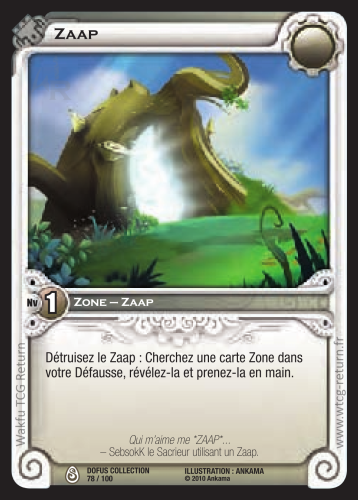 Zaap
Nv 1 Zone – Zaap
Détruisez le Zaap : Cherchez une carte Zone dans
votre Défausse, révélez-la et prenez-la en main.
Qui m'aime me *ZAAP*...
– SebsokK le Sacrieur utilisant un Zaap.
DOFUS COLLECTION
78 / 100
ILLUSTRATION : ANKAMA
© 2010 Ankama
Wakfu TCG Return
www.wtcg-return.fr